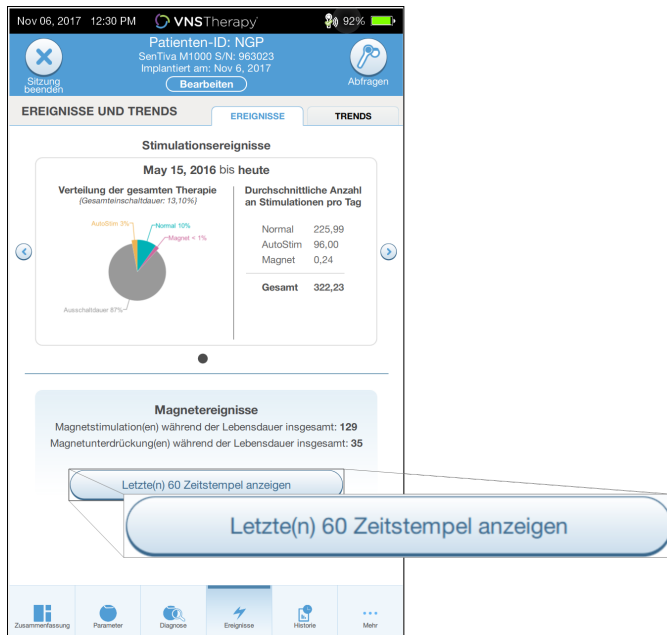 Nov 06, 2017 12:30 PM VNSTherapy 92%
Patienten-ID: NGP
SenTiva M1000 S/N: 963023
Implantiert am: Nov 6, 2017
Bearbeiten
Sitzung
beenden
Abfragen
EREIGNISSE UND TRENDS EREIGNISSE TRENDS
Stimulationsereignisse
May 15, 2016 bis heute
Verteilung der gesamten Therapie
(Gesamteinschaltdauer: 13,10%)
AutoStim 3%
Normal 10%
Magnet < 1%
Ausschaltdauer 87%
Durchschnittliche Anzahl
an Stimulationen pro Tag
Normal 225,99
AutoStim 96,00
Magnet 0,24
Gesamt 322,23
Magnetereignisse
Magnetstimulation(en) während der Lebensdauer insgesamt: 129
Magnetunterdrückung(en) während der Lebensdauer insgesamt: 35
Letzte(n) 60 Zeitstempel anzeigen
Letzte(n) 60 Zeitstempel anzeigen
Zusammenfassung Parameter Diagnose Ereignisse Historie Mehr